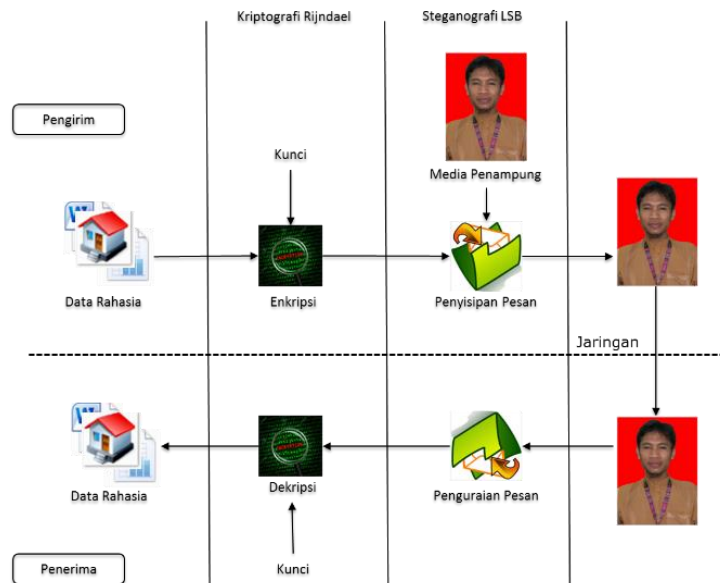 Kriptografi Rijndael
Steganografi LSB
Pengirim
Kunci
Media Penampung
Data Rahasia
Enkripsi
Penyisipan Pesan
Jaringan
Data Rahasia
Dekripsi
Penguraian Pesan
Penerima
Kunci